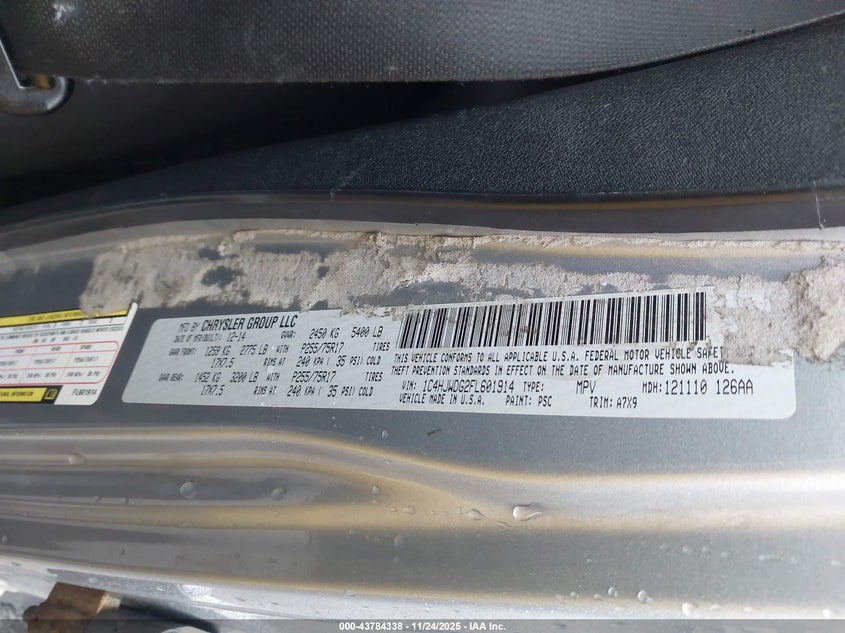 MFG BY CHRYSLER GROUP LLC
DATE OF MFR/BUILT: 12-14 GVWR: 2450 KG 5400 LB
GAWR FRONT: 1259 KG 2775 LB WITH P255/75R17 TIRES
17X7.5 RIMS AT 240 KPA ( 35 PSI) COLD
GAWR REAR: 1452 KG 3200 LB WITH P255/75R17 TIRES
17X7.5 RIMS AT 240 KPA ( 35 PSI) COLD
THIS VEHICLE CONFORMS TO ALL APPLICABLE U.S.A. FEDERAL MOTOR VEHICLE SAFET
THEFT PREVENTION STANDARDS IN EFFECT ON THE DATE OF MANUFACTURE SHOWN ABOVE.
VIN: 1C4HJWDG2FL601914 TYPE: MPV MDH: 121110 126AA
VEHICLE MADE IN U.S.A. PAINT: PSC TRIM: A7X9
FL601914
000-43784338 - 11/24/2025 - IAA Inc.